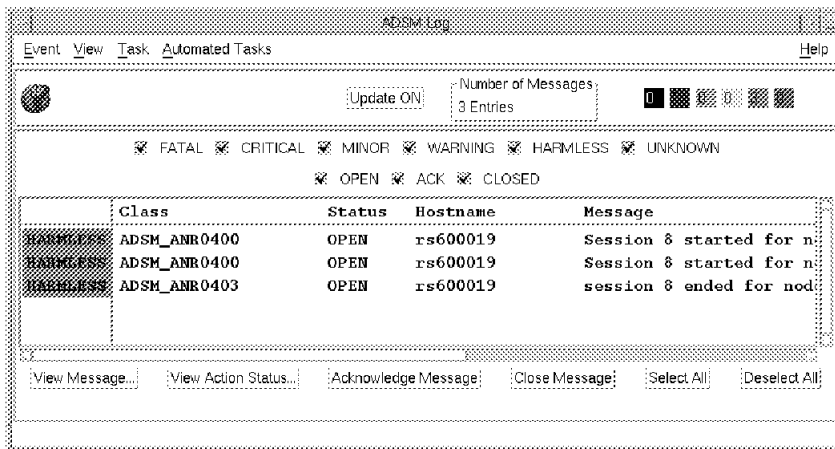 ADSM Log
Event View Task Automated Tasks Help
Number of Messages
Update ON 3 Entries 0 0 0
FATAL CRITICAL MINOR WARNING HARMLESS UNKNOWN
OPEN ACK CLOSED
Class Status Hostname Message
HARMLESS ADSM_ANR0400 OPEN rs600019 Session 8 started for n
HARMLESS ADSM_ANR0400 OPEN rs600019 Session 8 started for n
HARMLESS ADSM_ANR0403 OPEN rs600019 session 8 ended for nod
View Message... View Action Status... Acknowledge Message Close Message Select All Deselect All